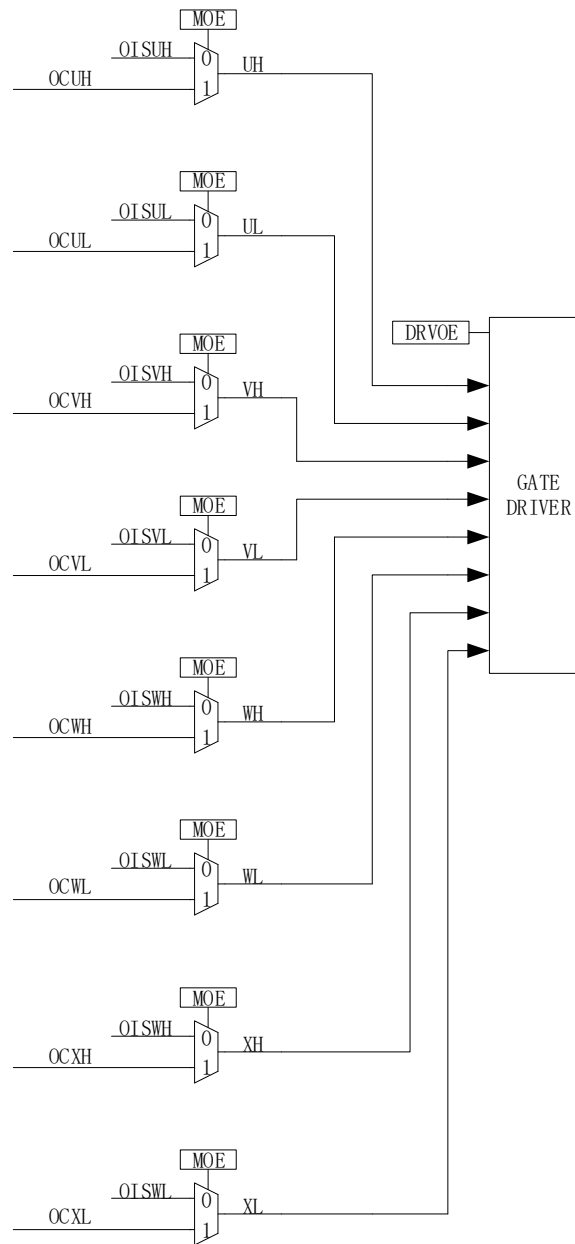 MOE
OISUH
0
UH
OCUH
1
MOE
OISUL
0
UL
OCUL
1
MOE
OISVH
0
VH
OCVH
1
DRVOE
GATE
DRIVER
MOE
OISVL
0
VL
OCVL
1
MOE
OISWH
0
WH
OCWH
1
MOE
OISWL
0
WL
OCWL
1
MOE
OISWH
0
XH
OCXH
1
MOE
OISWL
0
XL
OCXL
1